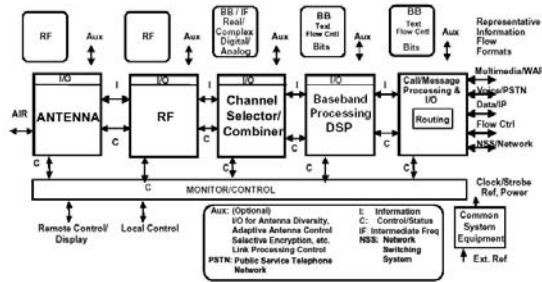 RF
Aux
RF
Aux
BB / IF
Real/
Complex
Digital/
Analog
Aux
BB
Text
Flow Cntl
Bits
Aux
BB
Text
Flow Cntl
Bits
Aux
Representative
Information
Flow
Formats
AIR
I/O
ANTENNA
C
I
C
I/O
RF
C
I
C
I/O
Channel
Selector/
Combiner
C
I
C
I/O
Baseband
Processing
DSP
C
I
C
Call/Message
Processing &
I/O
Routing
C
Multimedia/WAP
Voice/PSTN
Data/IP
Flow Ctrl
NSS/Network
MONITOR/CONTROL
Remote Control/
Display
Local Control
Clock/Strobe
Ref, Power
Common
System
Equipment
Ext. Ref
Aux: (Optional)
I/O for Antenna Diversity,
Adaptive Antenna Control
Selective Encryption, etc.
Link Processing Control
PSTN: Public Service Telephone
Network
I: Information
C: Control/Status
IF: Intermediate Freq
NSS: Network
Switching
System